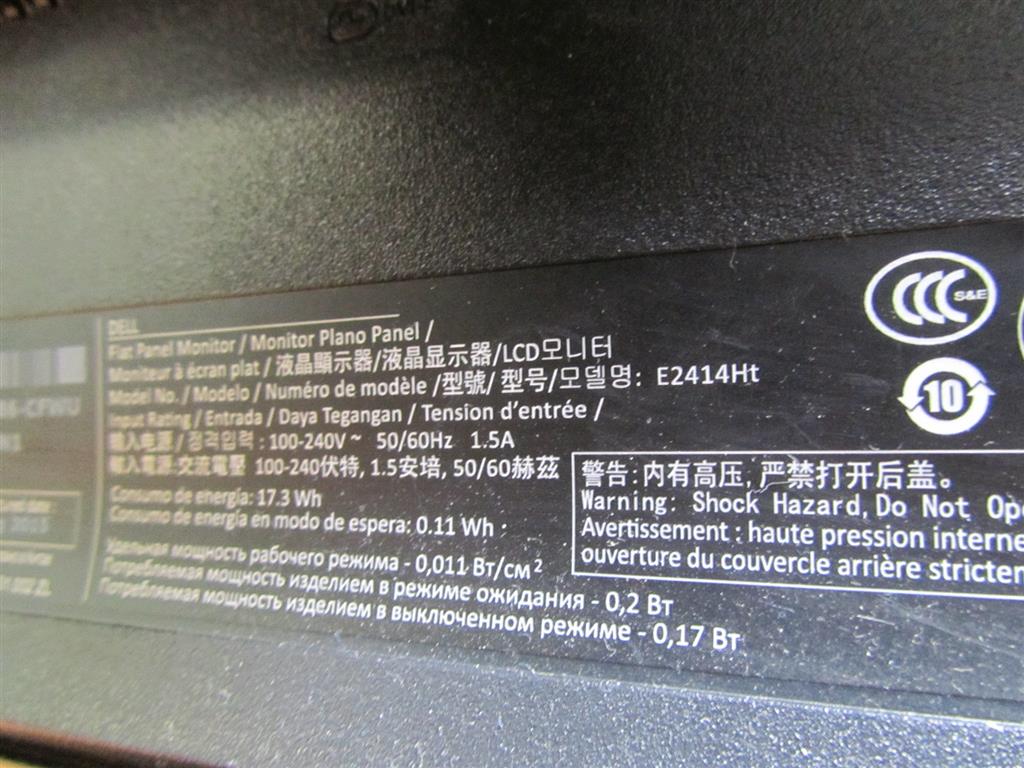 DELL
Flat Panel Monitor / Monitor Plano Panel /
Moniteur à écran plat / 液晶顯示器/液晶显示器/LCD모니터
Model No. / Modelo / Numéro de modèle /型號/ 型号/모델명: E2414Ht
Input Rating / Entrada / Daya Tegangan / Tension d'entrée /
输入电源 / 정격입력 : 100-240V ~ 50/60Hz 1.5A
輸入電源:交流電壓 100-240伏特, 1.5安培, 50/60赫茲
Consumo de energía: 17.3 Wh
Consumo de energía en modo de espera: 0.11 Wh
Удельная мощность рабочего режима - 0,011 Вт/см²
Потребляемая мощность изделием в режиме ожидания - 0,2 Вт
Потребляемая мощность изделием в выключенном режиме - 0,17 Вт
CCC S&E
10
警告:内有高压,严禁打开后盖。
Warning: Shock Hazard, Do Not Ope
Avertissement : haute pression interne
ouverture du couvercle arrière stricten